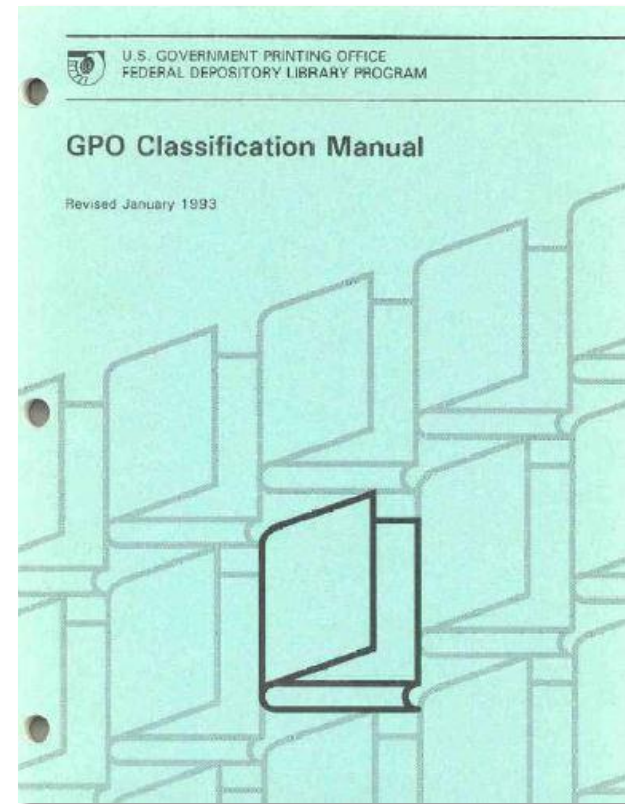 U.S. GOVERNMENT PRINTING OFFICE
FEDERAL DEPOSITORY LIBRARY PROGRAM
GPO Classification Manual
Revised January 1993